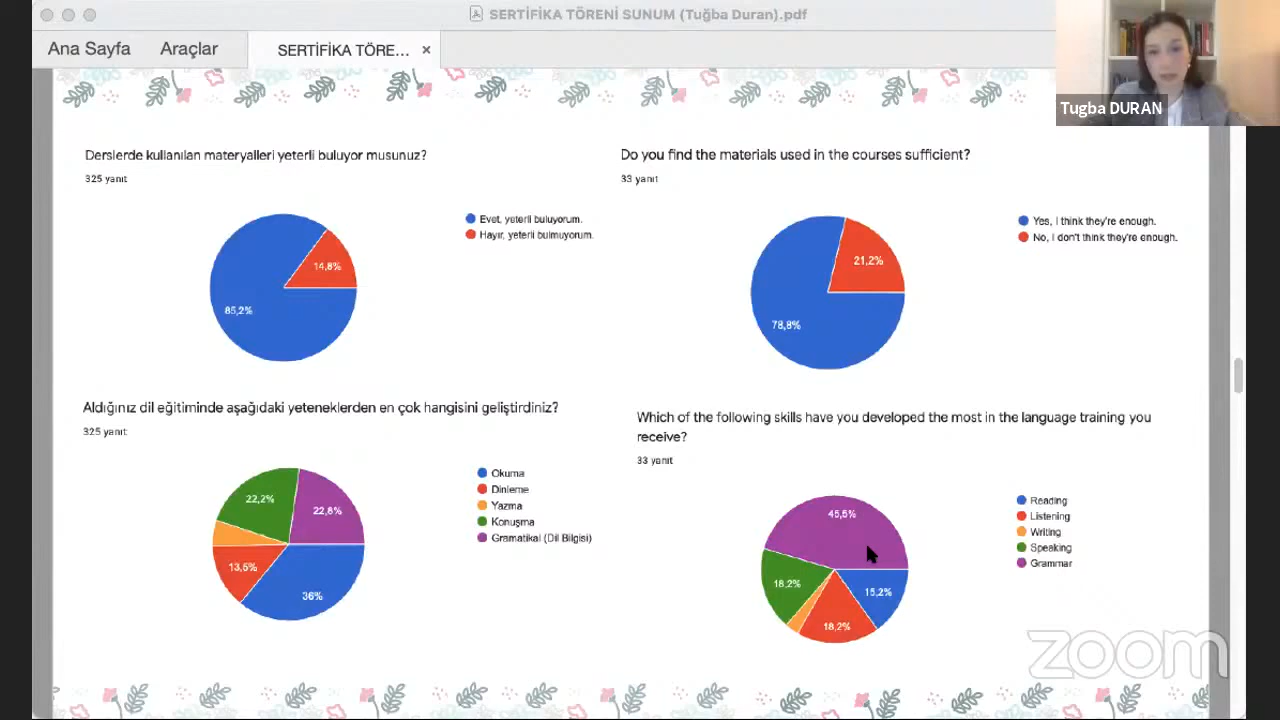 SERTİFİKA TÖRENİ SUNUM (Tuğba Duran).pdf
Ana Sayfa
Araçlar
SERTİFİKA TÖRE... ×
Tugba DURAN
Derslerde kullanılan materyalleri yeterli buluyor musunuz?
325 yanıt
Evet, yeterli buluyorum.
Hayır, yeterli bulmuyorum.
14,8%
85,2%
Do you find the materials used in the courses sufficient?
33 yanıt
Yes, I think they're enough.
No, I don't think they're enough.
21,2%
78,8%
Aldığınız dil eğitiminde aşağıdaki yeteneklerden en çok hangisini geliştirdiniz?
325 yanıt
Okuma
Dinleme
Yazma
Konuşma
Gramatikal (Dil Bilgisi)
22,2%
22,8%
13,5%
36%
Which of the following skills have you developed the most in the language training you
receive?
33 yanıt
Reading
Listening
Writing
Speaking
Grammar
45,5%
18,2%
15,2%
18,2%
zoom